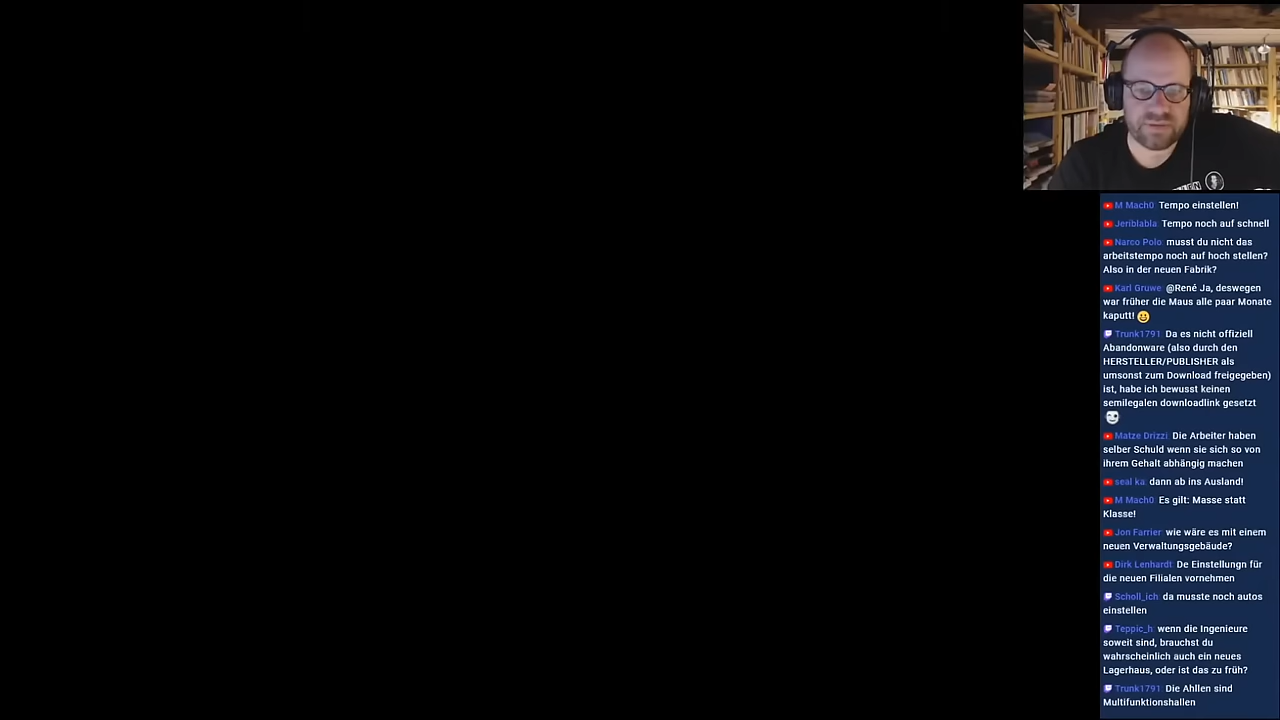 M Mach0 Tempo einstellen!
Jeriblabla Tempo noch auf schnell
Narco Polo musst du nicht das
arbeitstempo noch auf hoch stellen?
Also in der neuen Fabrik?
Karl Gruwe @René Ja, deswegen
war früher die Maus alle paar Monate
kaputt!
Trunk1791 Da es nicht offiziell
Abandonware (also durch den
HERSTELLER/PUBLISHER als
umsonst zum Download freigegeben)
ist, habe ich bewusst keinen
semilegalen downloadlink gesetzt
Matze Drizzi Die Arbeiter haben
selber Schuld wenn sie sich so von
ihrem Gehalt abhängig machen
seal ka dann ab ins Ausland!
M Mach0 Es gilt: Masse statt
Klasse!
Jon Farrier wie wäre es mit einem
neuen Verwaltungsgebäude?
Dirk Lenhardt De Einstellungn für
die neuen Filialen vornehmen
Scholl_ich da musste noch autos
einstellen
Teppic_h wenn die Ingenieure
soweit sind, brauchst du
wahrscheinlich auch ein neues
Lagerhaus, oder ist das zu früh?
Trunk1791 Die Ahllen sind
Multifunktionshallen